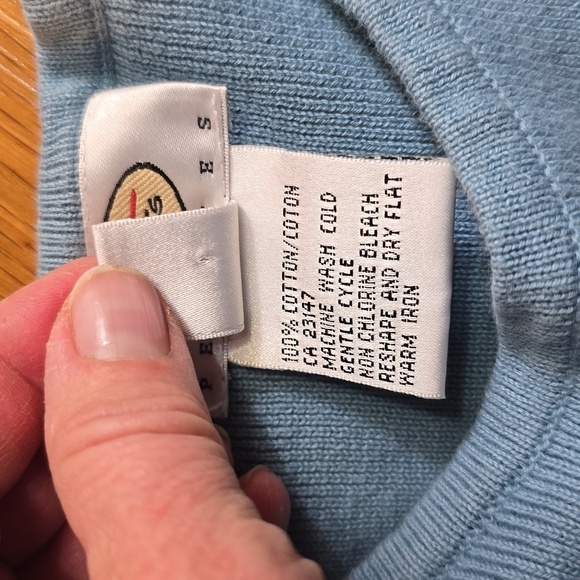 100% COTTON/COTON
CA 23147
MACHINE WASH COLD
GENTLE CYCLE
NON CHLORINE BLEACH
RESHAPE AND DRY FLAT
WARM IRON